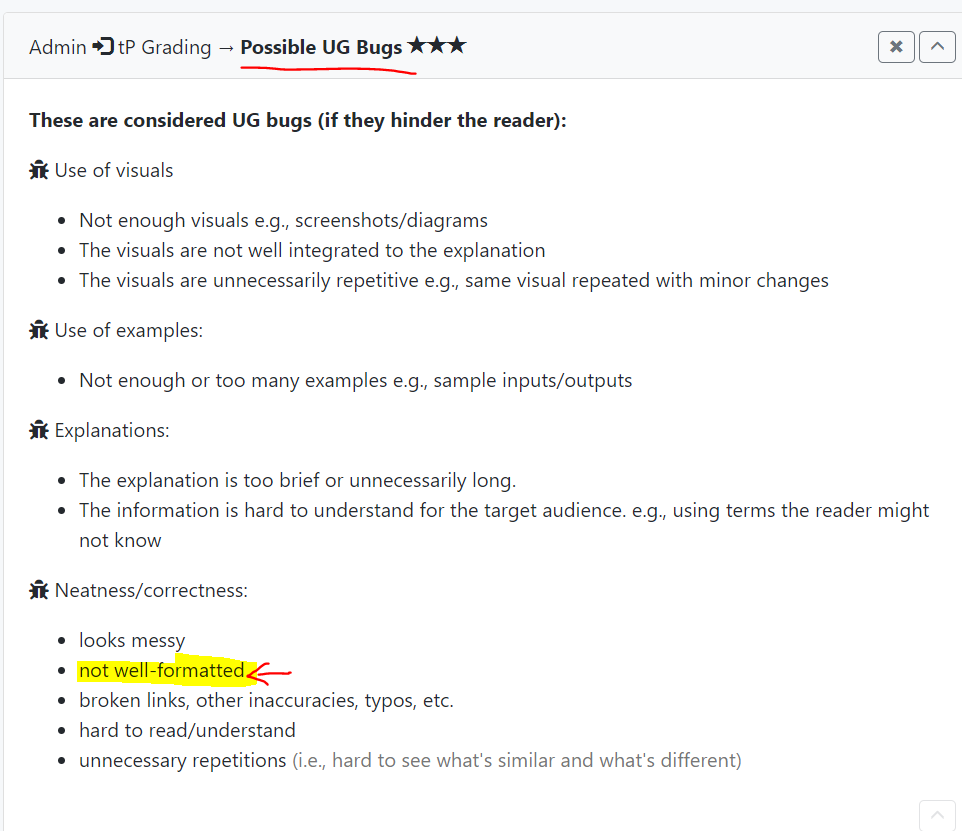 Admin tP Grading → Possible UG Bugs ★★★
These are considered UG bugs (if they hinder the reader):
Use of visuals
• Not enough visuals e.g., screenshots/diagrams
• The visuals are not well integrated to the explanation
• The visuals are unnecessarily repetitive e.g., same visual repeated with minor changes
Use of examples:
• Not enough or too many examples e.g., sample inputs/outputs
Explanations:
• The explanation is too brief or unnecessarily long.
• The information is hard to understand for the target audience. e.g., using terms the reader might
not know
Neatness/correctness:
• looks messy
• not well-formatted
• broken links, other inaccuracies, typos, etc.
• hard to read/understand
• unnecessary repetitions (i.e., hard to see what's similar and what's different)